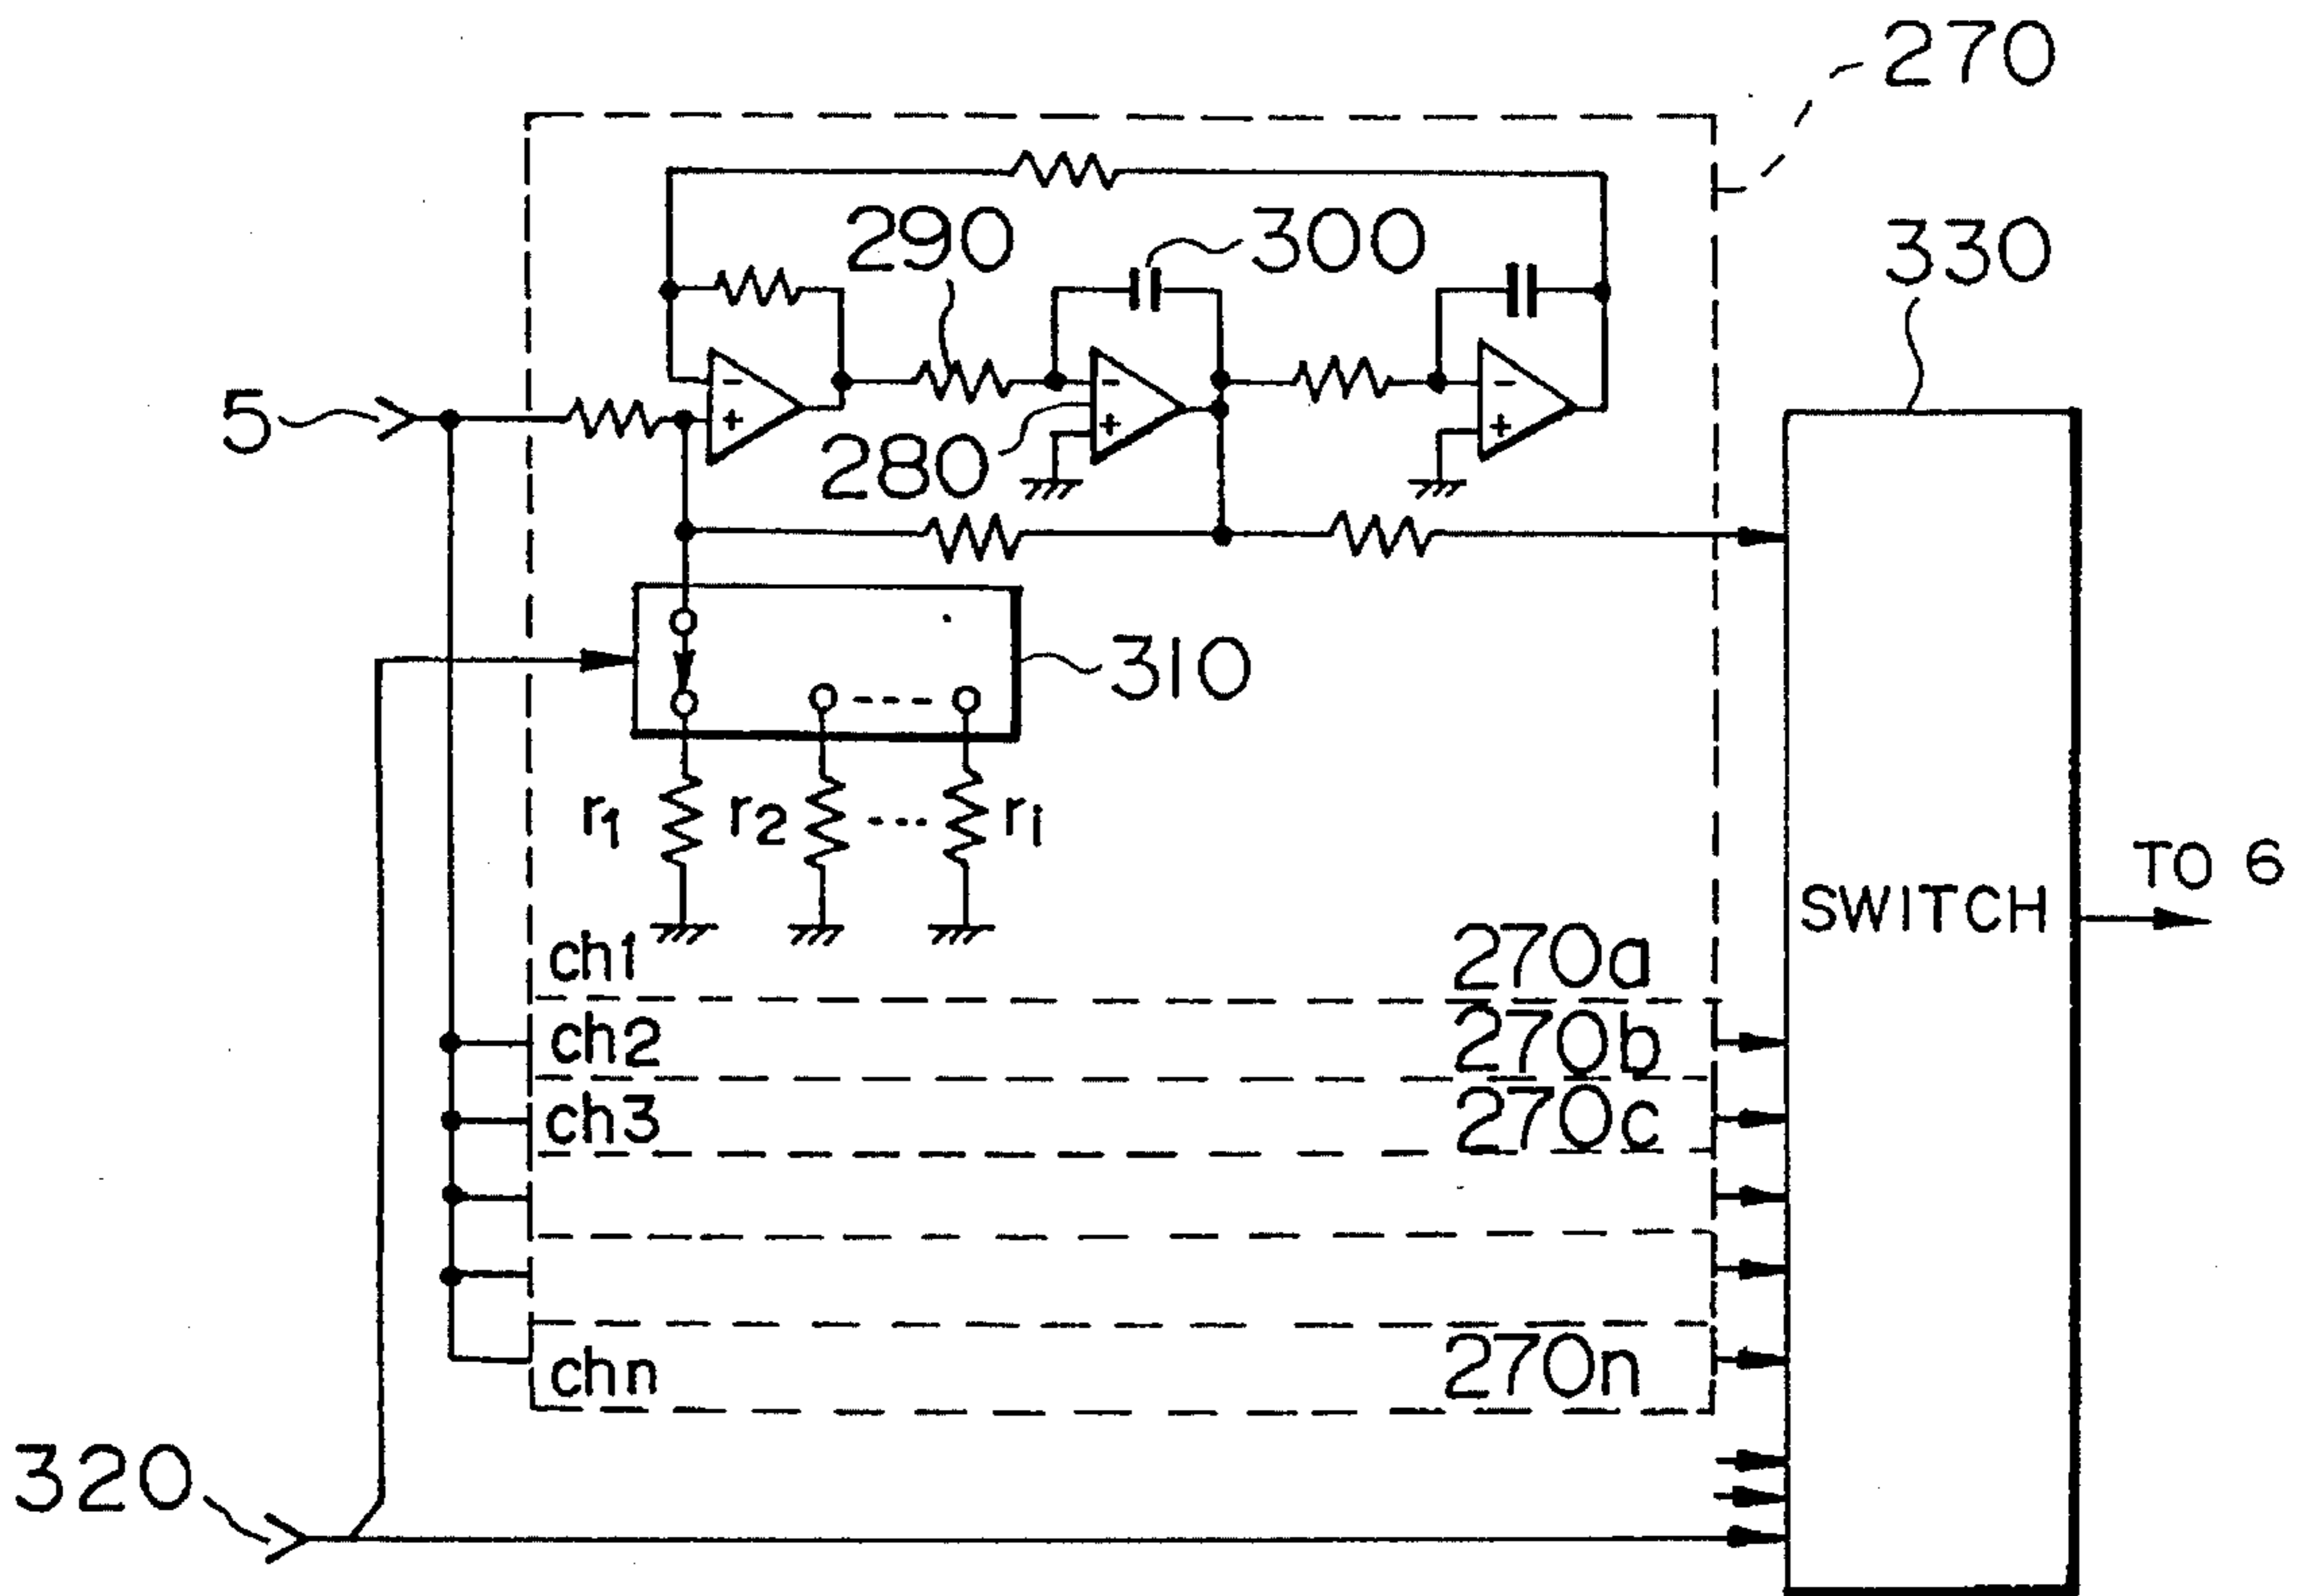 270
330
290
300
5
-
+
280
-
+
-
+
310
r1
r2
ri
TO 6
SWITCH
ch1
270a
ch2
270b
ch3
270c
chn
270n
320